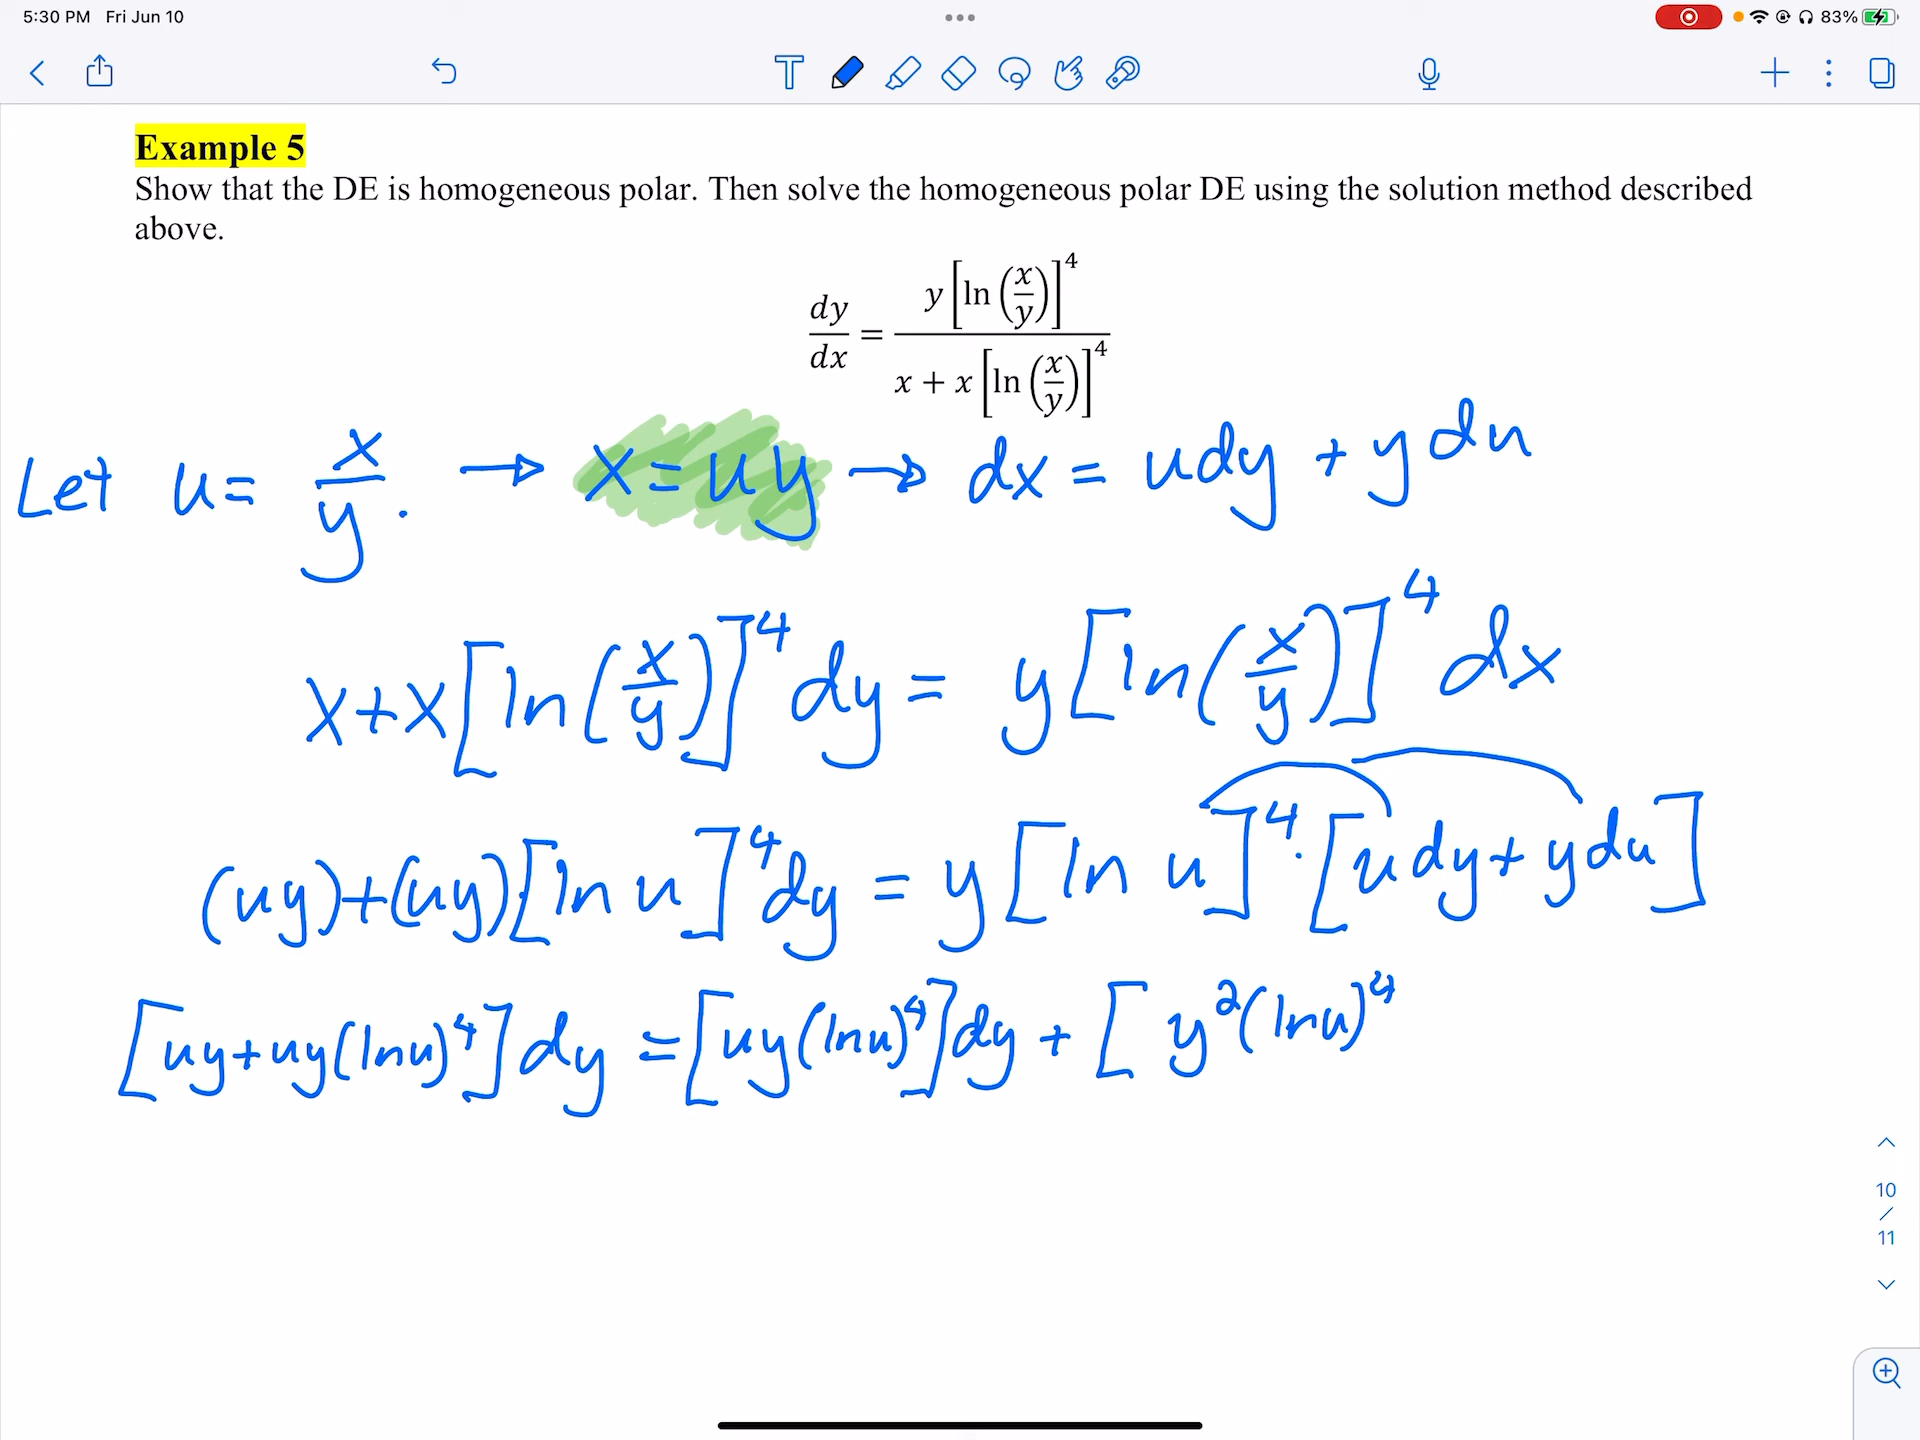 5:30 PM Fri Jun 10
83%
T
Example 5
Show that the DE is homogeneous polar. Then solve the homogeneous polar DE using the solution method described
above.
dy/dx = y[ln(x/y)]^4 / x + x[ln(x/y)]^4
Let u = x/y. → x = uy → dx = udy + ydu
x+x[ln(x/y)]^4 dy = y[ln(x/y)]^4 dx
(uy)+(uy)[ln u]^4 dy = y[ln u]^4 · [udy+ydu]
[uy+uy(lnu)^4]dy = [uy(lnu)^4]dy + [y^2(lnu)^4
10
/
11